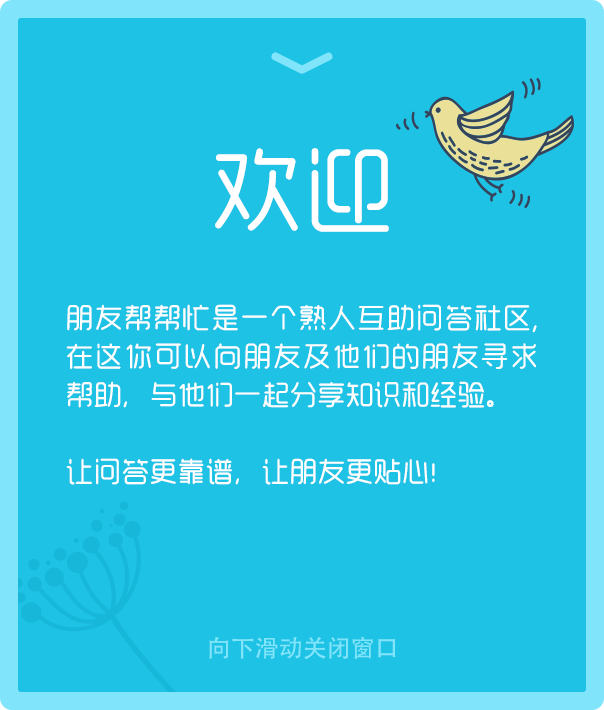 欢迎
朋友帮帮忙是一个熟人互助问答社区,
在这你可以向朋友及他们的朋友寻求
帮助, 与他们一起分享知识和经验。
让问答更靠谱, 让朋友更贴心!
向下滑动关闭窗口